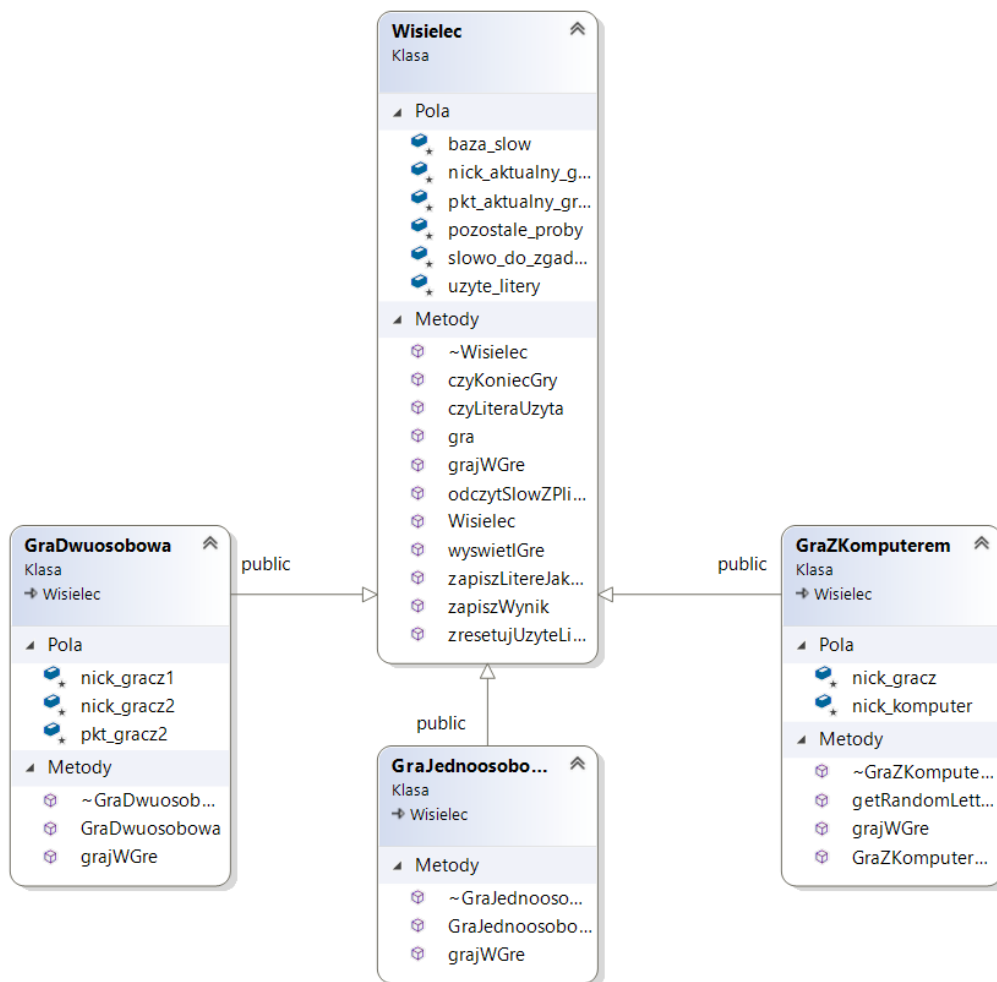 Wisielec
Klasa
Pola
baza_slow
nick_aktualny_g...
pkt_aktualny_gr...
pozostale_proby
slowo_do_zgad...
uzyte_litery
Metody
~Wisielec
czyKoniecGry
czyLiteraUzyta
gra
grajWGre
odczytSlowZPli...
Wisielec
wyswietlGre
zapiszLitereJak...
zapiszWynik
zresetujUzyteLi...
GraDwuosobowa
Klasa
Wisielec
Pola
nick_gracz1
nick_gracz2
pkt_gracz2
Metody
~GraDwuosob...
GraDwuosobowa
grajWGre
public
public
GraJednoosobo...
Klasa
Wisielec
Metody
~GraJednooso...
GraJednoosobo...
grajWGre
public
GraZKomputerem
Klasa
Wisielec
Pola
nick_gracz
nick_komputer
Metody
~GraZKompute...
getRandomLett...
grajWGre
GraZKomputer...